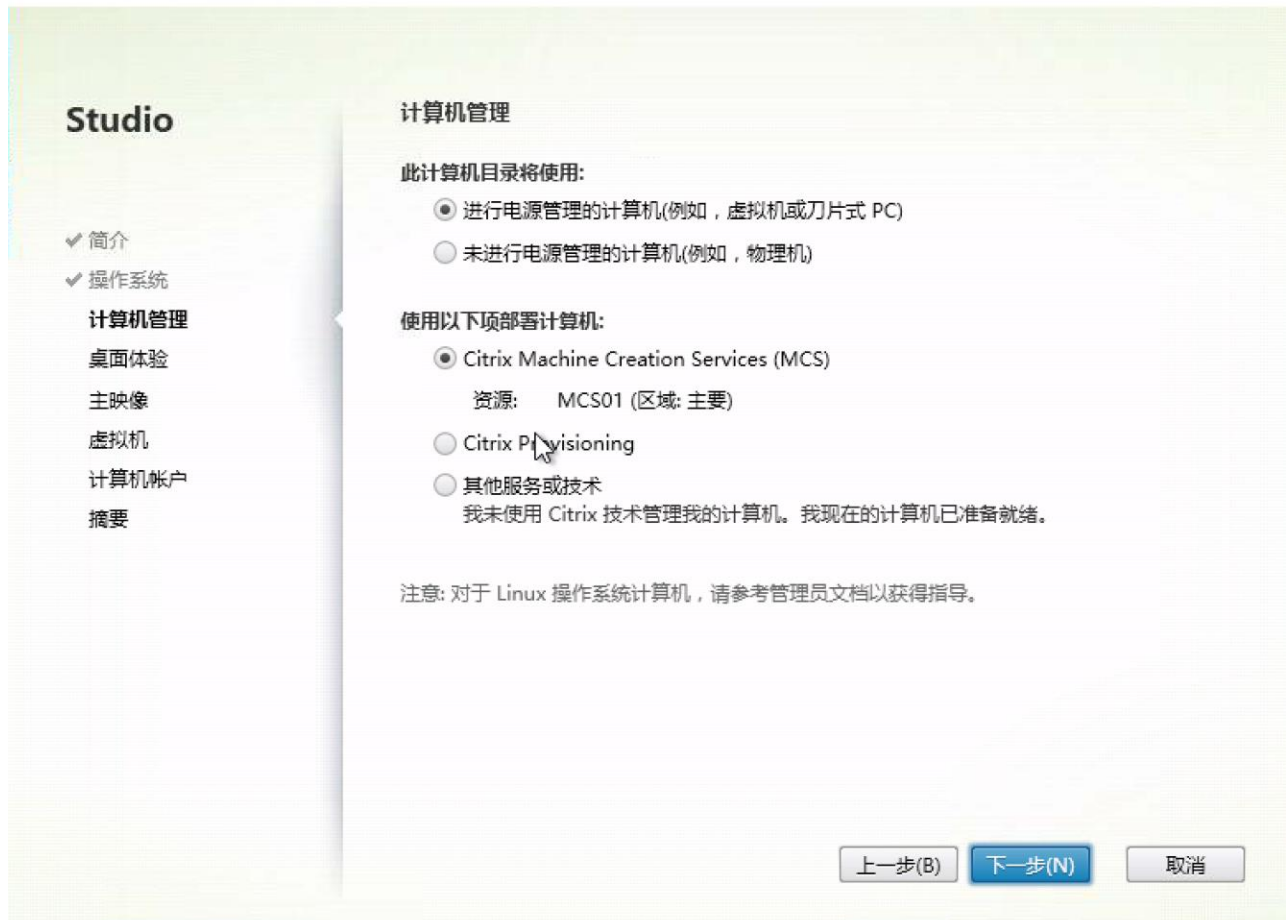 Studio
简介
操作系统
计算机管理
桌面体验
主映像
虚拟机
计算机帐户
摘要
计算机管理
此计算机目录将使用:
进行电源管理的计算机(例如，虚拟机或刀片式 PC)
未进行电源管理的计算机(例如，物理机)
使用以下项部署计算机:
Citrix Machine Creation Services (MCS)
资源: MCS01 (区域: 主要)
Citrix Provisioning
其他服务或技术
我未使用 Citrix 技术管理我的计算机。我现在的计算机已准备就绪。
注意: 对于 Linux 操作系统计算机，请参考管理员文档以获得指导。
上一步(B) 下一步(N) 取消